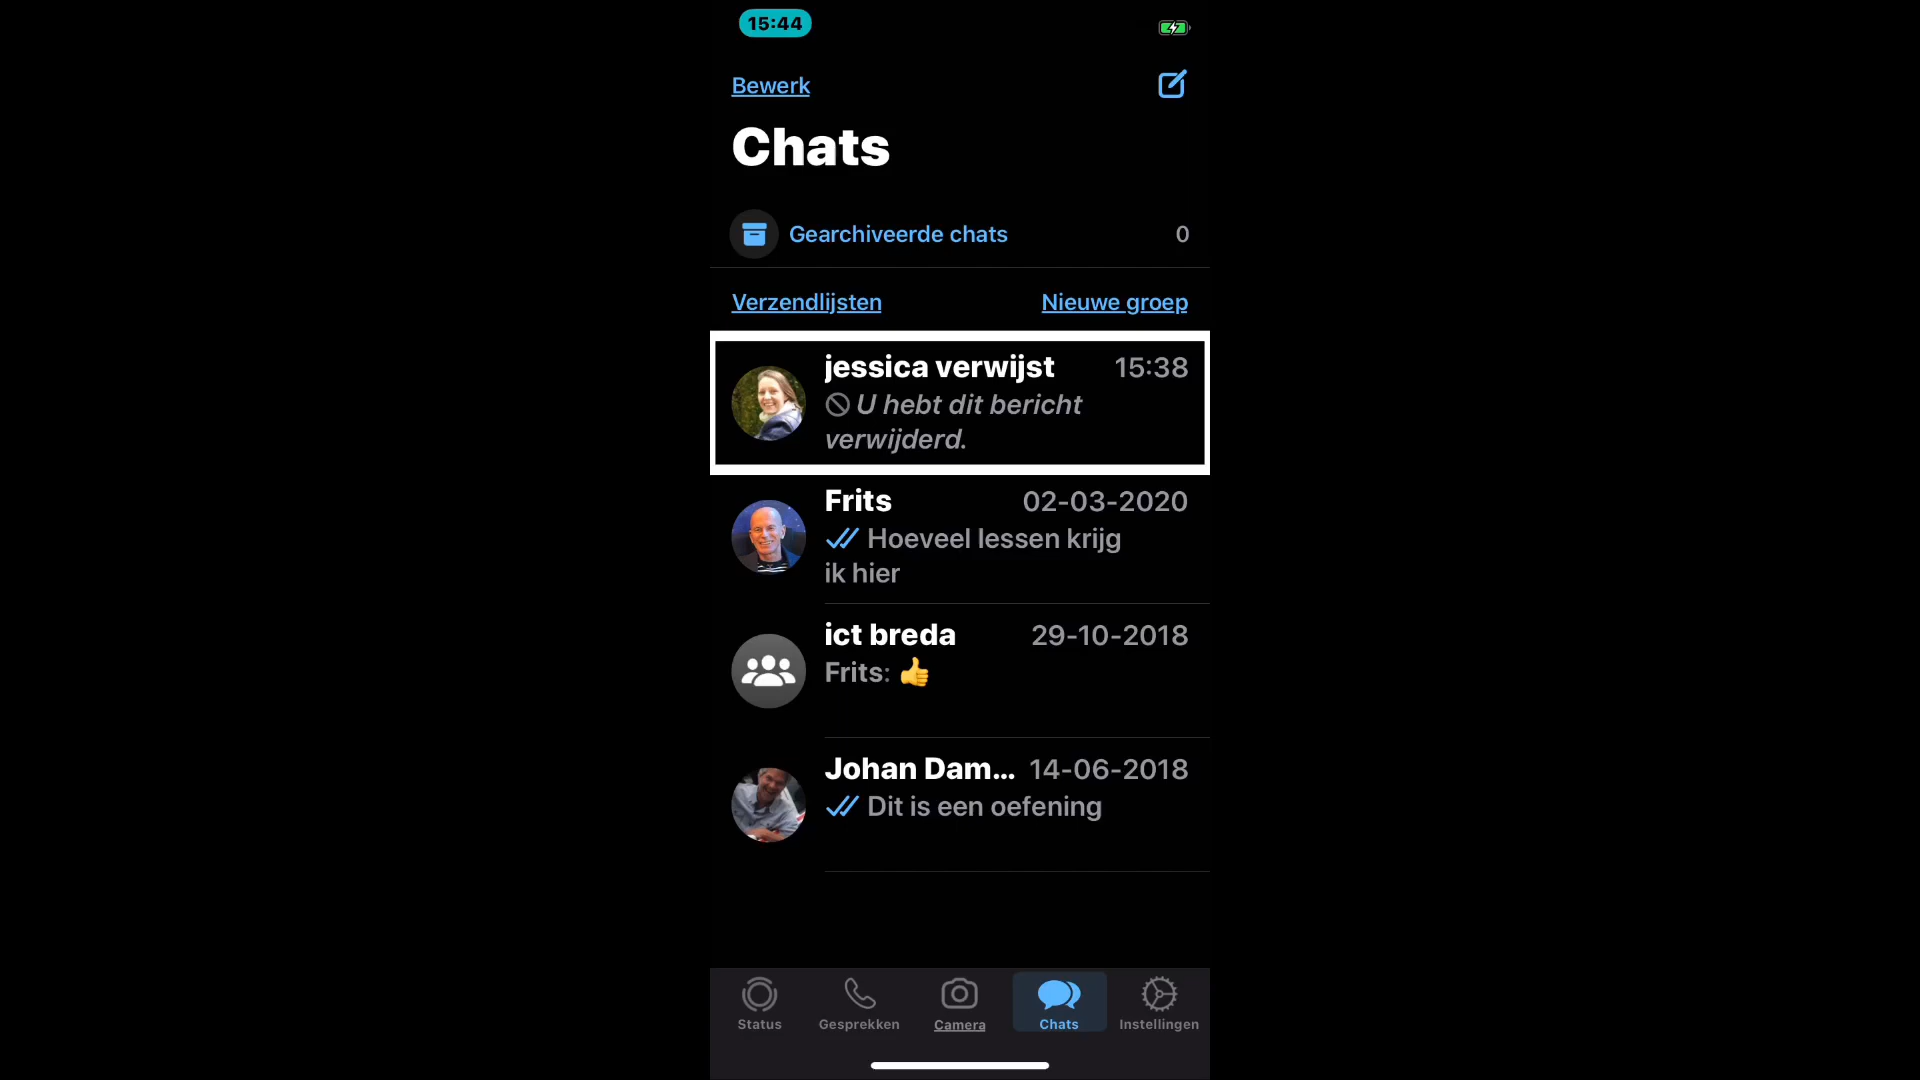 15:44
Bewerk
Chats
Gearchiveerde chats 0
Verzendlijsten Nieuwe groep
jessica verwijst 15:38
U hebt dit bericht
verwijderd.
Frits 02-03-2020
Hoeveel lessen krijg
ik hier
ict breda 29-10-2018
Frits: 👍
Johan Dam... 14-06-2018
Dit is een oefening
Status Gesprekken Camera Chats Instellingen